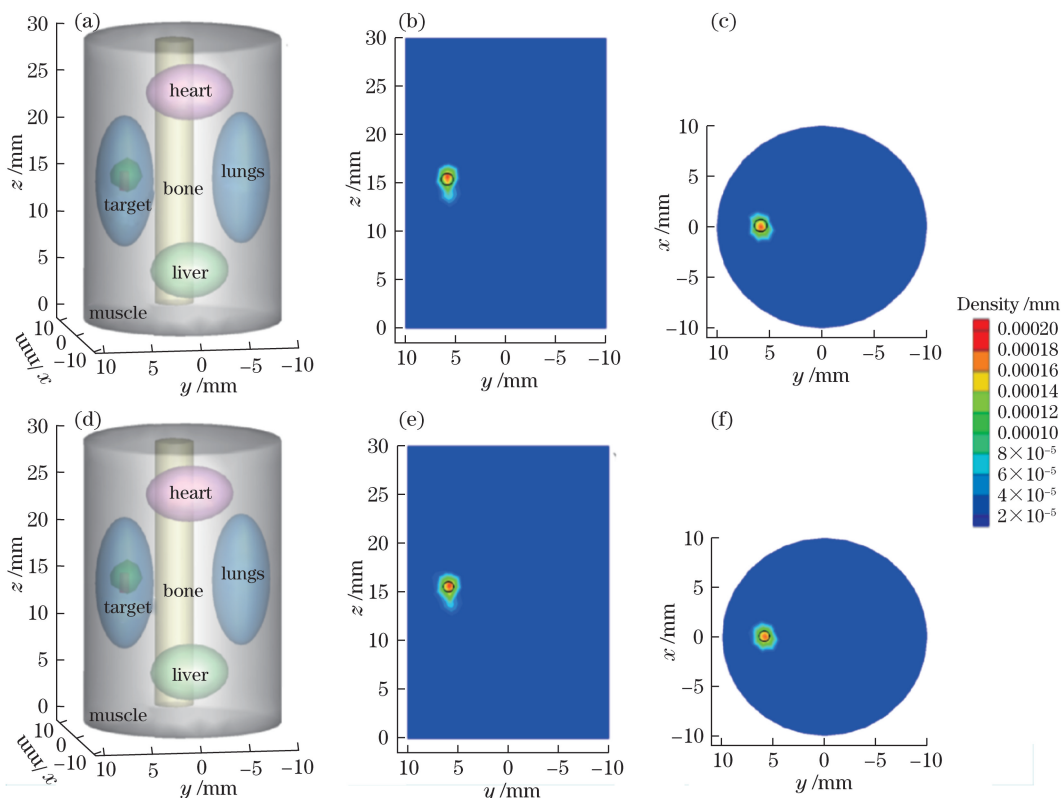 (a)
30
25
20
15
10
5
0
z /mm
heart
lungs
bone
target
liver
muscle
10
0
−10
x /mm
10 5 0 −5 −10
y /mm
(b)
30
25
20
15
10
5
0
z /mm
10 5 0 −5 −10
y /mm
(c)
10
5
0
−5
−10
x /mm
10 5 0 −5 −10
y /mm
Density /mm
0.00020
0.00018
0.00016
0.00014
0.00012
0.00010
8×10⁻⁵
6×10⁻⁵
4×10⁻⁵
2×10⁻⁵
(d)
30
25
20
15
10
5
0
z /mm
heart
lungs
bone
target
liver
muscle
10
0
−10
x /mm
10 5 0 −5 −10
y /mm
(e)
30
25
20
15
10
5
0
z /mm
10 5 0 −5 −10
y /mm
(f)
10
5
0
−5
−10
x /mm
10 5 0 −5 −10
y /mm